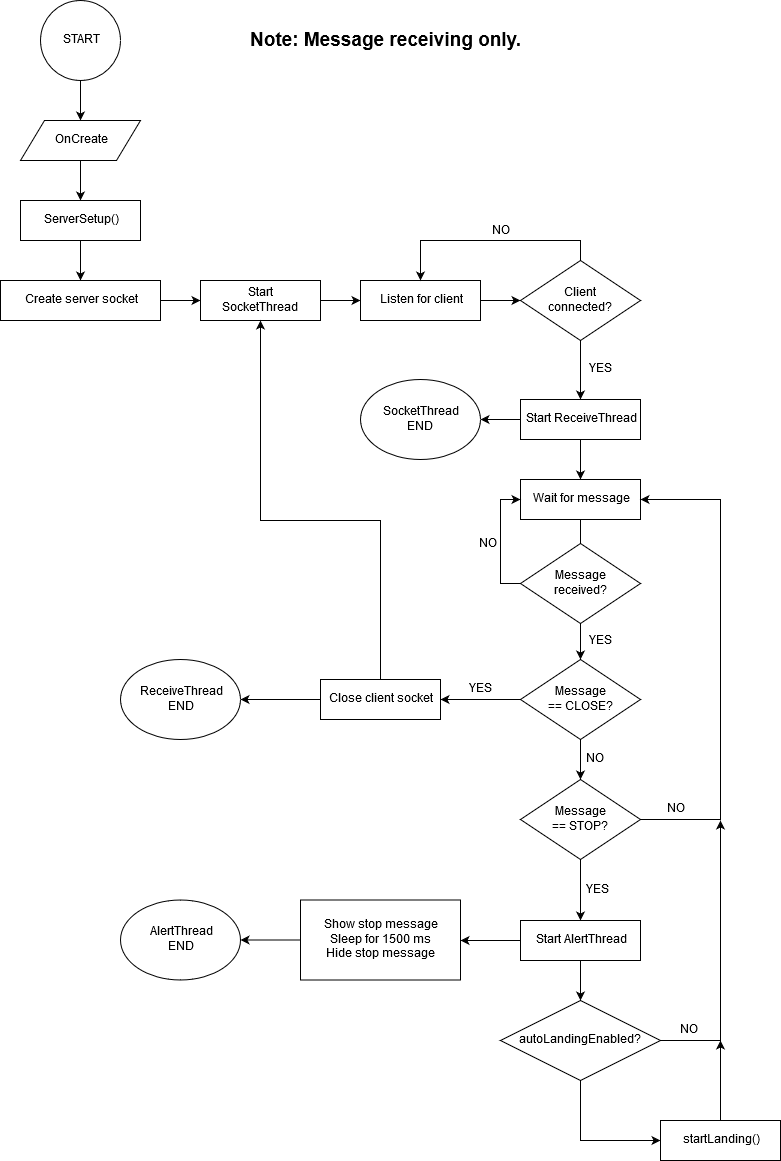 START
Note: Message receiving only.
OnCreate
ServerSetup()
NO
Create server socket
Start
SocketThread
Listen for client
Client
connected?
YES
SocketThread
END
Start ReceiveThread
Wait for message
NO
Message
received?
YES
ReceiveThread
END
Close client socket
YES
Message
== CLOSE?
NO
Message
== STOP?
NO
YES
AlertThread
END
Show stop message
Sleep for 1500 ms
Hide stop message
Start AlertThread
autoLandingEnabled?
NO
startLanding()